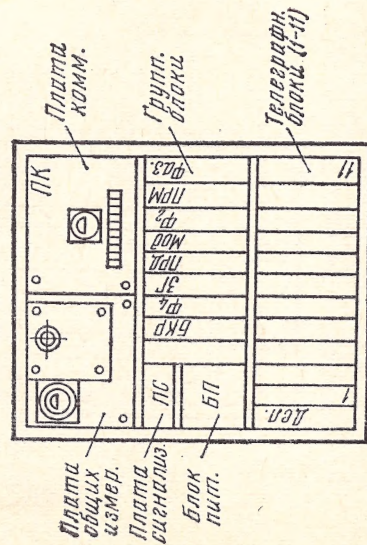 Плата
комм.
Групп.
блоки
Телеграфн.
блоки (1-11)
ПК
БКР
Ф4
ЗГ
ПРД
Мод
Ф2
ПРМ
Фаз.
ПС
БП
Дел.
1
11
Плата
общих
измер.
Плата
сигнализ.
Блок
пит.